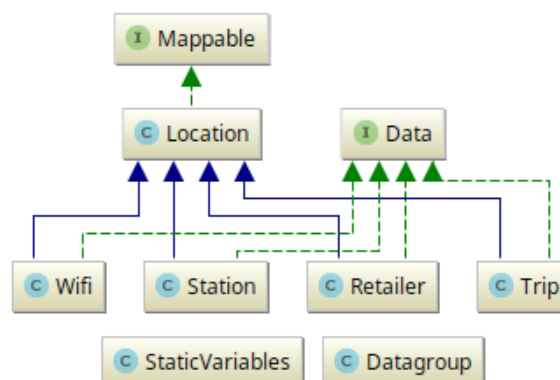 I Mappable
C Location
I Data
C Wifi
C Station
C Retailer
C Trip
C StaticVariables
C Datagroup